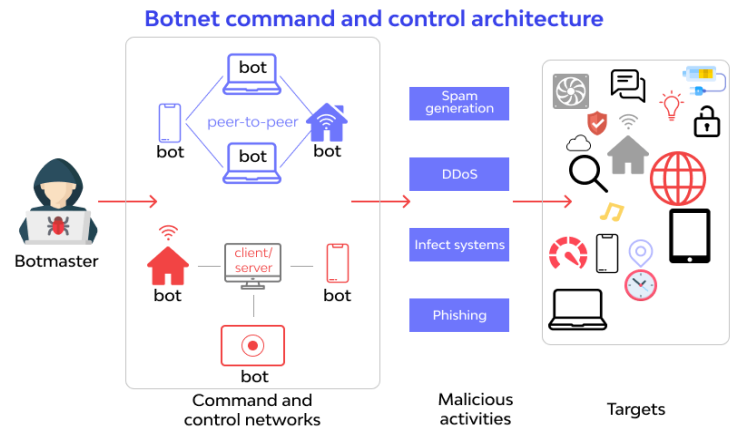 Botnet command and control architecture
bot
peer-to-peer
bot
bot
bot
Botmaster
client/
server
bot
bot
bot
Command and
control networks
Spam
generation
DDoS
Infect systems
Phishing
Malicious
activities
Targets